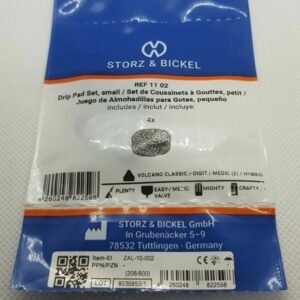 STORZ & BICKEL
REF 11 02
Drip Pad Set, small / Set de Coussinets à Gouttes, petit /
Juego de Almohadillas para Gotas, pequeño
Includes / Inclut / incluye:
4x
VOLCANO CLASSIC / DIGIT / MEDIC (2) / HYBRID
PLENTY
EASY- / MEDIC
VALVE
MIGHTY
CRAFTY
4 260248 822598
STORZ & BICKEL GmbH
In Grubenäcker 5-9
78532 Tuttlingen · Germany
Item-ID ZAL-10-002
PPN/PZN -
(206/600)
LOT 8036853/1
260248 822598